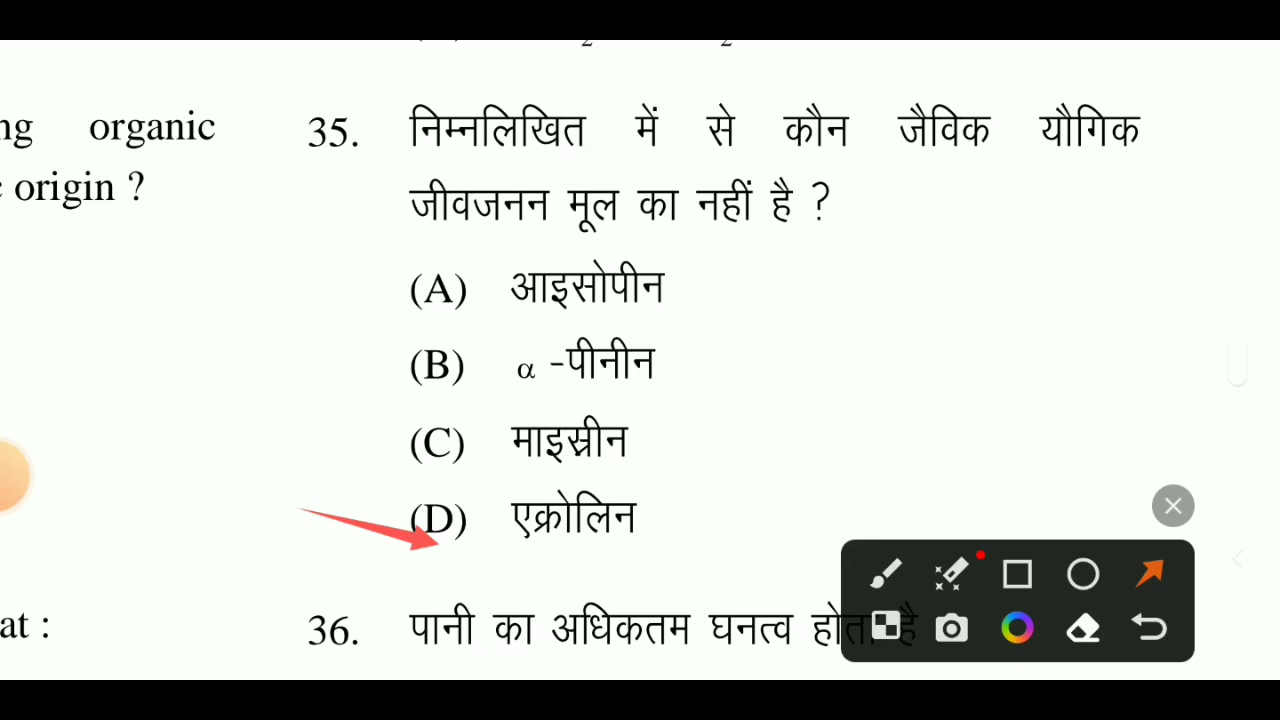 ng organic
origin ?
35. निम्नलिखित में से कौन जैविक यौगिक
जीवजनन मूल का नहीं है ?
(A) आइसोपीन
(B) α -पीनीन
(C) माइस्रीन
(D) एक्रोलिन
at :
36. पानी का अधिकतम घनत्व होता है